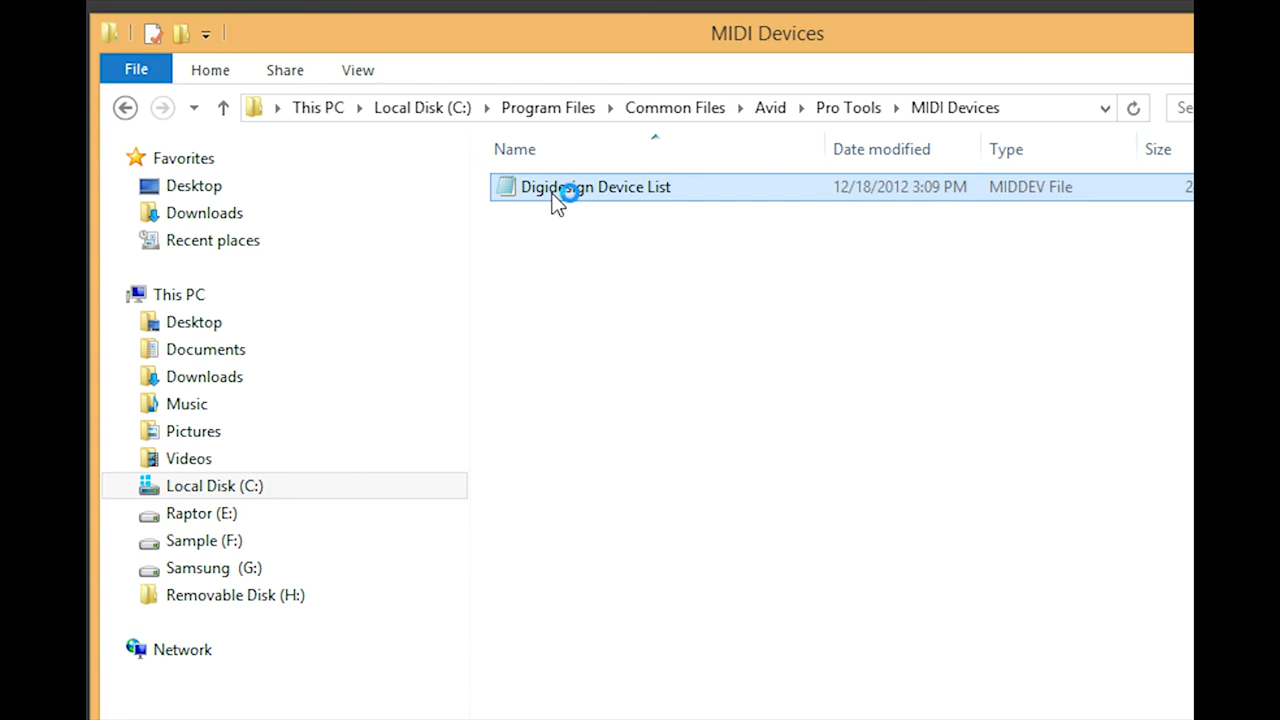 MIDI Devices
File Home Share View
This PC Local Disk (C:) Program Files Common Files Avid Pro Tools MIDI Devices Se
Name Date modified Type Size
Digidesign Device List 12/18/2012 3:09 PM MIDDEV File 2
Favorites
Desktop
Downloads
Recent places
This PC
Desktop
Documents
Downloads
Music
Pictures
Videos
Local Disk (C:)
Raptor (E:)
Sample (F:)
Samsung (G:)
Removable Disk (H:)
Network